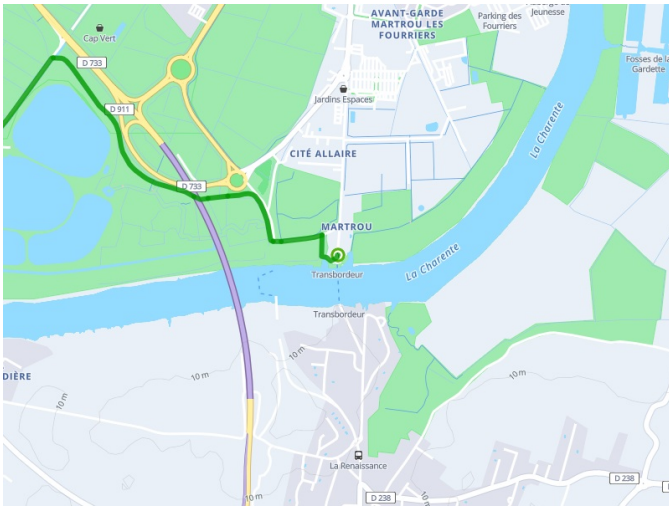 AVANT-GARDE
MARTROU LES
FOURRIERS
Parking des
Fourriers
Jeunesse
Cap Vert
D 733
Fosses de la
Gardette
D 911
Jardins Espaces
La Charente
CITÉ ALLAIRE
D 733
MARTROU
La Charente
Transbordeur
Transbordeur
10 m
DIÈRE
10 m
10 m
10 m
La Renaissance
D 238
D 238
10 m
10 m